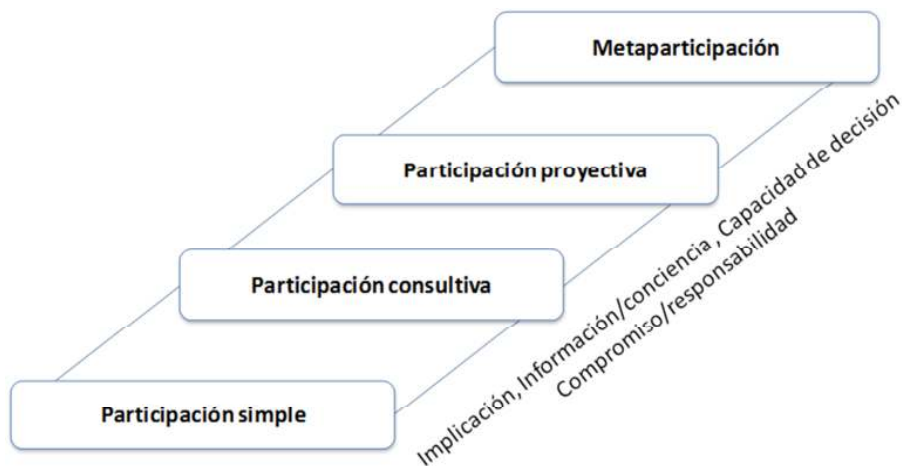 Metaparticipación
Participación proyectiva
Participación consultiva
Participación simple
Implicación, Información/conciencia, Capacidad de decisión
Compromiso/responsabilidad